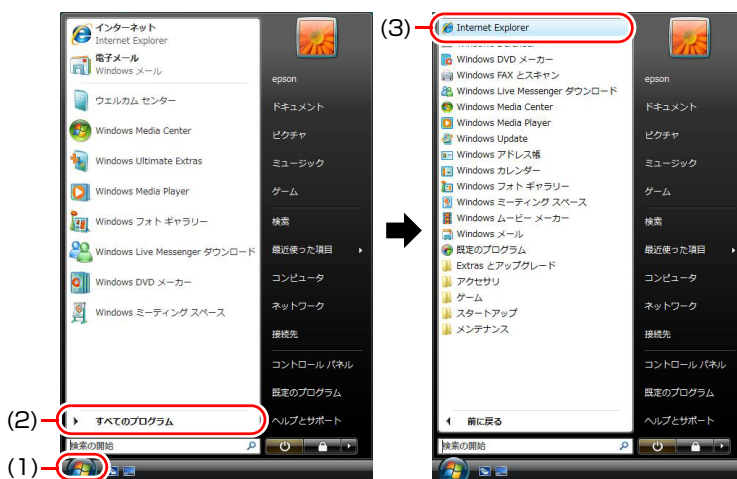 インターネット
Internet Explorer
電子メール
Windows メール
ウエルカム センター
Windows Media Center
Windows Ultimate Extras
Windows Media Player
Windows フォト ギャラリー
Windows Live Messenger ダウンロード
Windows DVD メーカー
Windows ミーティング スペース
(2)
すべてのプログラム
検索の開始
(1)
epson
ドキュメント
ピクチャ
ミュージック
ゲーム
検索
最近使った項目
コンピュータ
ネットワーク
接続先
コントロール パネル
既定のプログラム
ヘルプとサポート
(3)
Internet Explorer
Windows Defender
Windows DVD メーカー
Windows FAX とスキャン
Windows Live Messenger ダウンロード
Windows Media Center
Windows Media Player
Windows Update
Windows アドレス帳
Windows カレンダー
Windows フォト ギャラリー
Windows ミーティング スペース
Windows ムービー メーカー
Windows メール
既定のプログラム
Extras とアップグレード
アクセサリ
ゲーム
スタートアップ
メンテナンス
前に戻る
検索の開始
epson
ドキュメント
ピクチャ
ミュージック
ゲーム
検索
最近使った項目
コンピュータ
ネットワーク
接続先
コントロール パネル
既定のプログラム
ヘルプとサポート